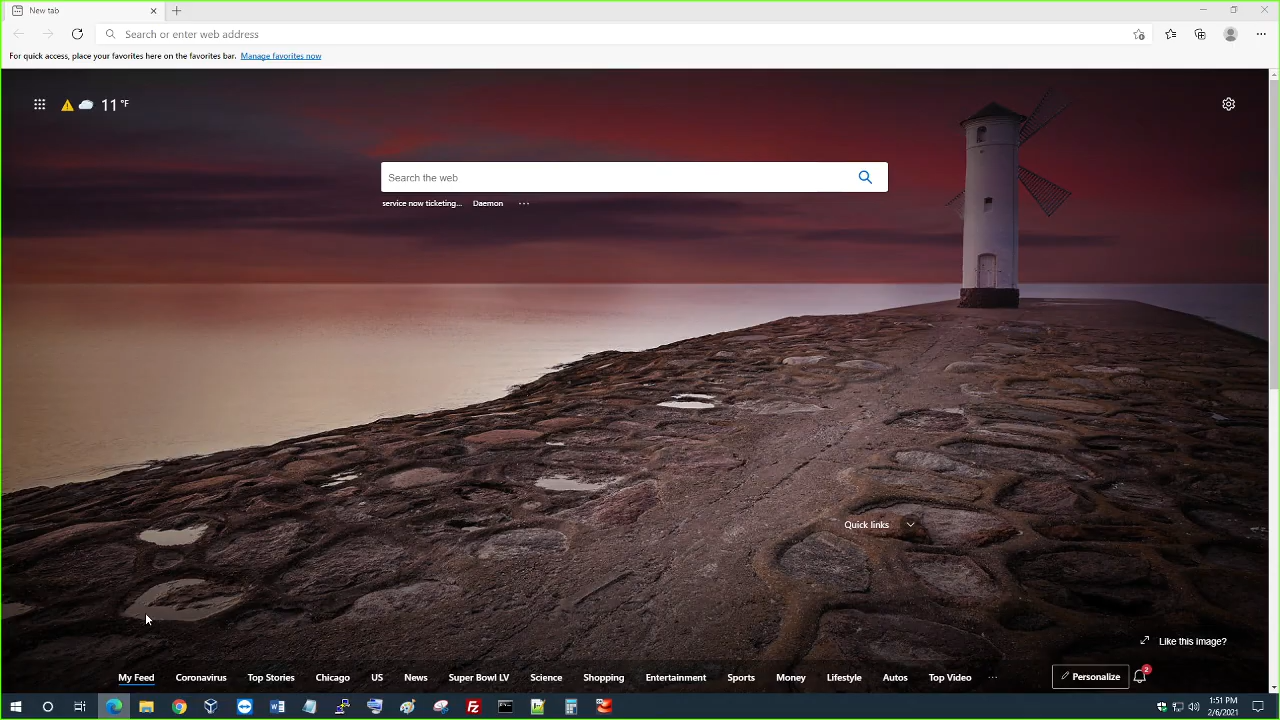 New tab
Search or enter web address
For quick access, place your favorites here on the favorites bar. Manage favorites now
11 °F
Search the web
service now ticketing... Daemon ...
Quick links
Like this image?
My Feed Coronavirus Top Stories Chicago US News Super Bowl LV Science Shopping Entertainment Sports Money Lifestyle Autos Top Video ... Personalize 2
1:51 PM
2/6/2021